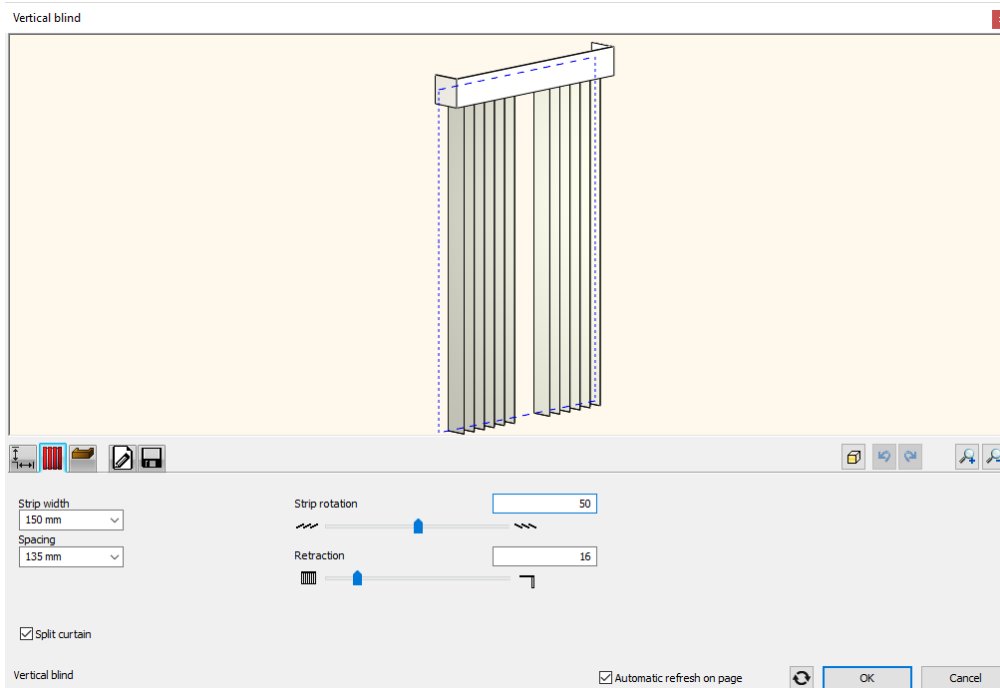 Vertical blind
Strip width
150 mm
Spacing
135 mm
Strip rotation
50
Retraction
16
Split curtain
Vertical blind
Automatic refresh on page
OK
Cancel